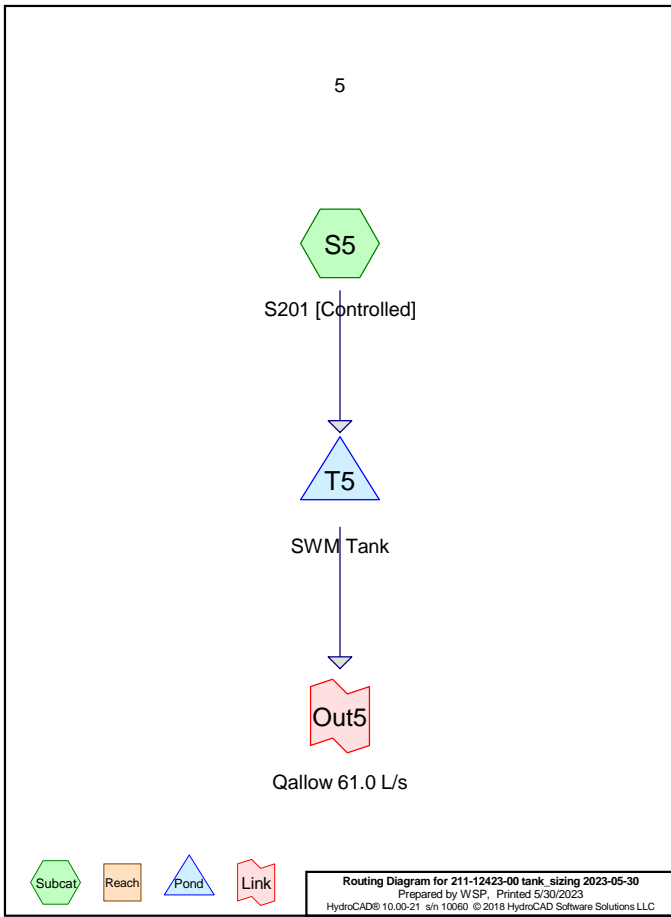 5
S5
S201 [Controlled]
T5
SWM Tank
Out5
Qallow 61.0 L/s
Subcat
Reach
Pond
Link
Routing Diagram for 211-12423-00 tank_sizing 2023-05-30
Prepared by WSP, Printed 5/30/2023
HydroCAD® 10.00-21 s/n 10060 © 2018 HydroCAD Software Solutions LLC